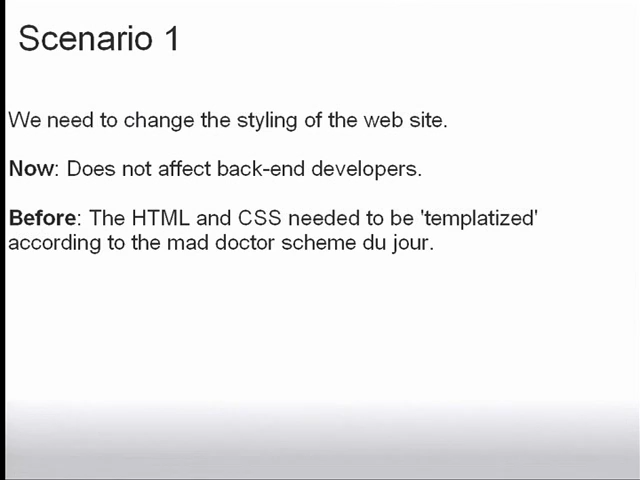 Scenario 1
We need to change the styling of the web site.
Now: Does not affect back-end developers.
Before: The HTML and CSS needed to be 'templatized'
according to the mad doctor scheme du jour.